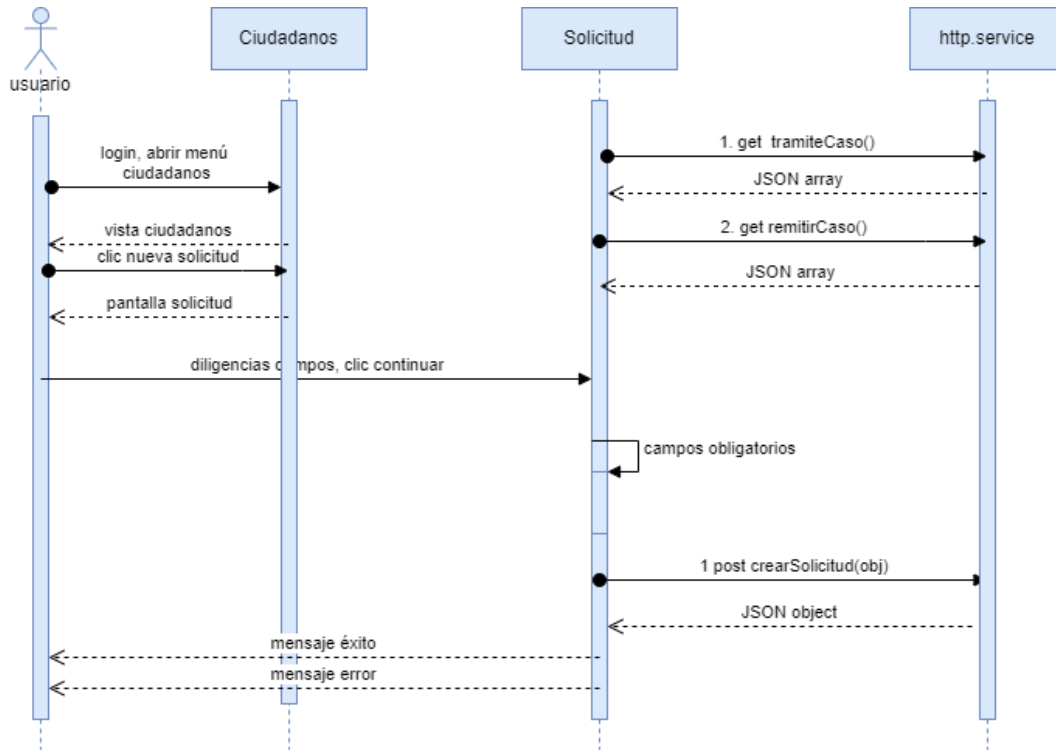 Ciudadanos
Solicitud
http.service
usuario
login, abrir menú
ciudadanos
1. get tramiteCaso()
JSON array
vista ciudadanos
2. get remitirCaso()
clic nueva solicitud
JSON array
pantalla solicitud
diligencias campos, clic continuar
campos obligatorios
1 post crearSolicitud(obj)
JSON object
mensaje éxito
mensaje error